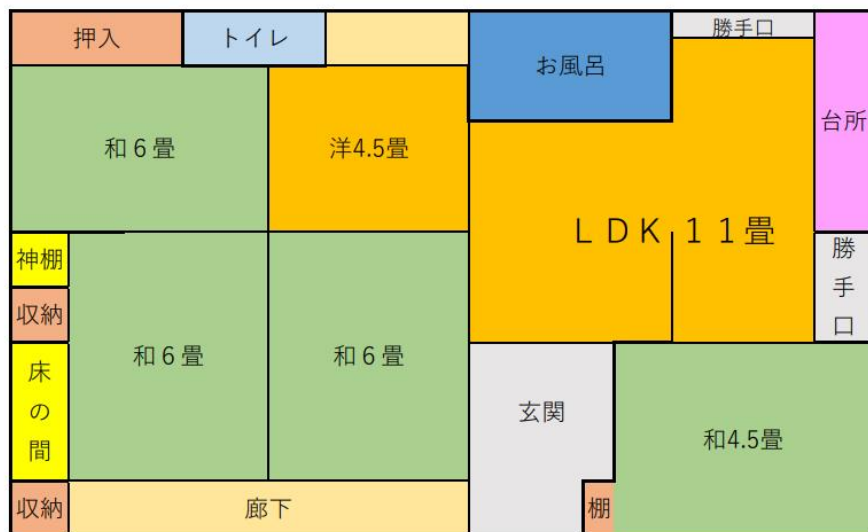 押入
トイレ
お風呂
勝手口
台所
和６畳
洋4.5畳
ＬＤＫ１１畳
神棚
勝
手
口
収納
床
の
間
和６畳
和６畳
玄関
和4.5畳
収納
廊下
棚